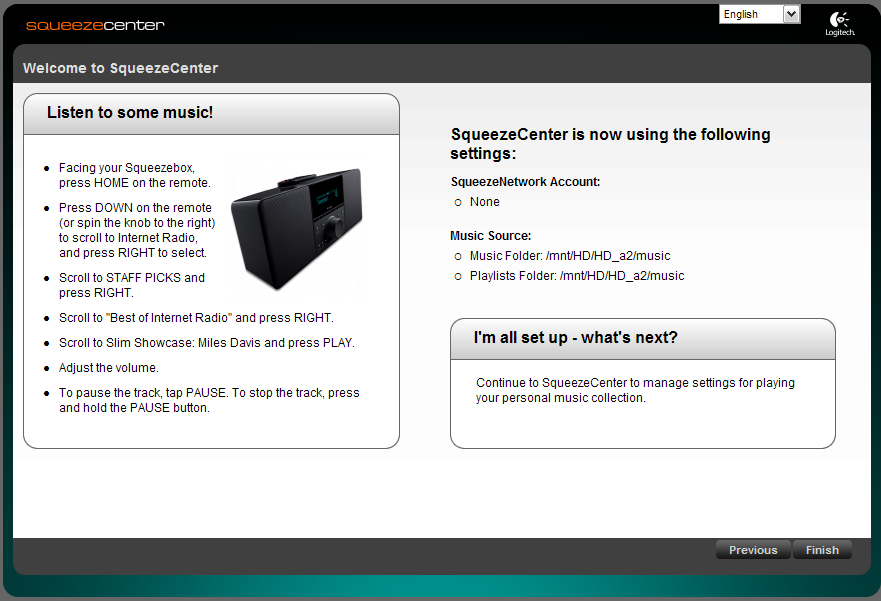 squeezecenter
English
Logitech.
Welcome to SqueezeCenter
Listen to some music!
Facing your Squeezebox,
press HOME on the remote.
Press DOWN on the remote
(or spin the knob to the right)
to scroll to Internet Radio,
and press RIGHT to select.
Scroll to STAFF PICKS and
press RIGHT.
Scroll to "Best of Internet Radio" and press RIGHT.
Scroll to Slim Showcase: Miles Davis and press PLAY.
Adjust the volume.
To pause the track, tap PAUSE. To stop the track, press
and hold the PAUSE button.
SqueezeCenter is now using the following
settings:
SqueezeNetwork Account:
None
Music Source:
Music Folder: /mnt/HD/HD_a2/music
Playlists Folder: /mnt/HD/HD_a2/music
I'm all set up - what's next?
Continue to SqueezeCenter to manage settings for playing
your personal music collection.
Previous
Finish